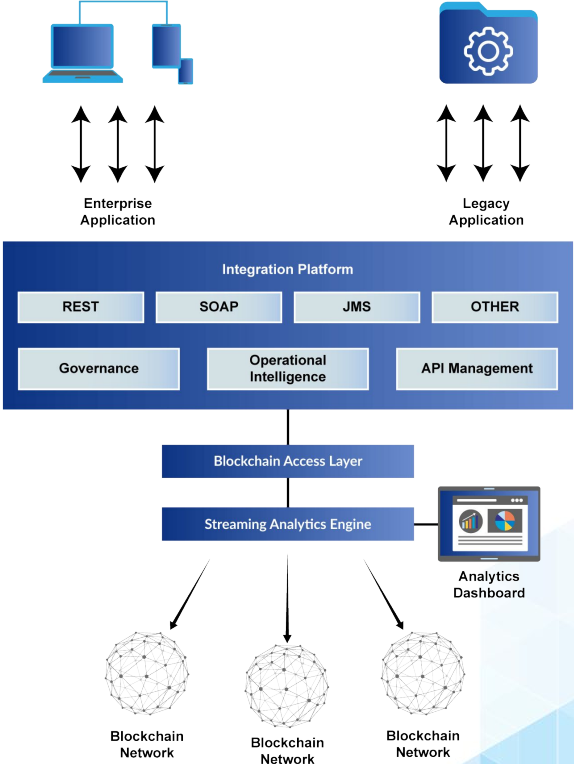 Enterprise
Application
Legacy
Application
Integration Platform
REST
SOAP
JMS
OTHER
Governance
Operational
Intelligence
API Management
Blockchain Access Layer
Streaming Analytics Engine
Analytics
Dashboard
Blockchain
Network
Blockchain
Network
Blockchain
Network